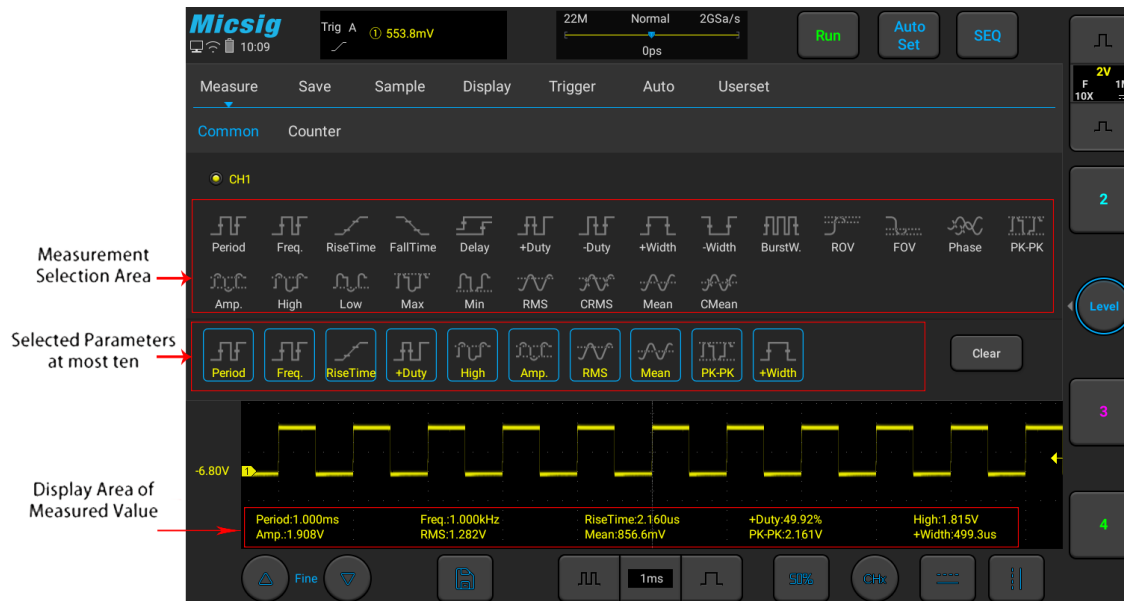 Micsig
10:09
Trig A ① 553.8mV
22M Normal 2GSa/s
0ps
Run
Auto
Set
SEQ
Measure Save Sample Display Trigger Auto Userset
2V
F 1M
10X
Common Counter
CH1
Period Freq. RiseTime FallTime Delay +Duty -Duty +Width -Width BurstW. ROV FOV Phase PK-PK
Amp. High Low Max Min RMS CRMS Mean CMean
Measurement
Selection Area
2
Level
Selected Parameters
at most ten
Period Freq. RiseTime +Duty High Amp. RMS Mean PK-PK +Width
Clear
3
-6.80V 1
Display Area of
Measured Value
Period:1.000ms Freq.:1.000kHz RiseTime:2.160us +Duty:49.92% High:1.815V
Amp.:1.908V RMS:1.282V Mean:856.6mV PK-PK:2.161V +Width:499.3us
4
Fine 1ms 50% CHx